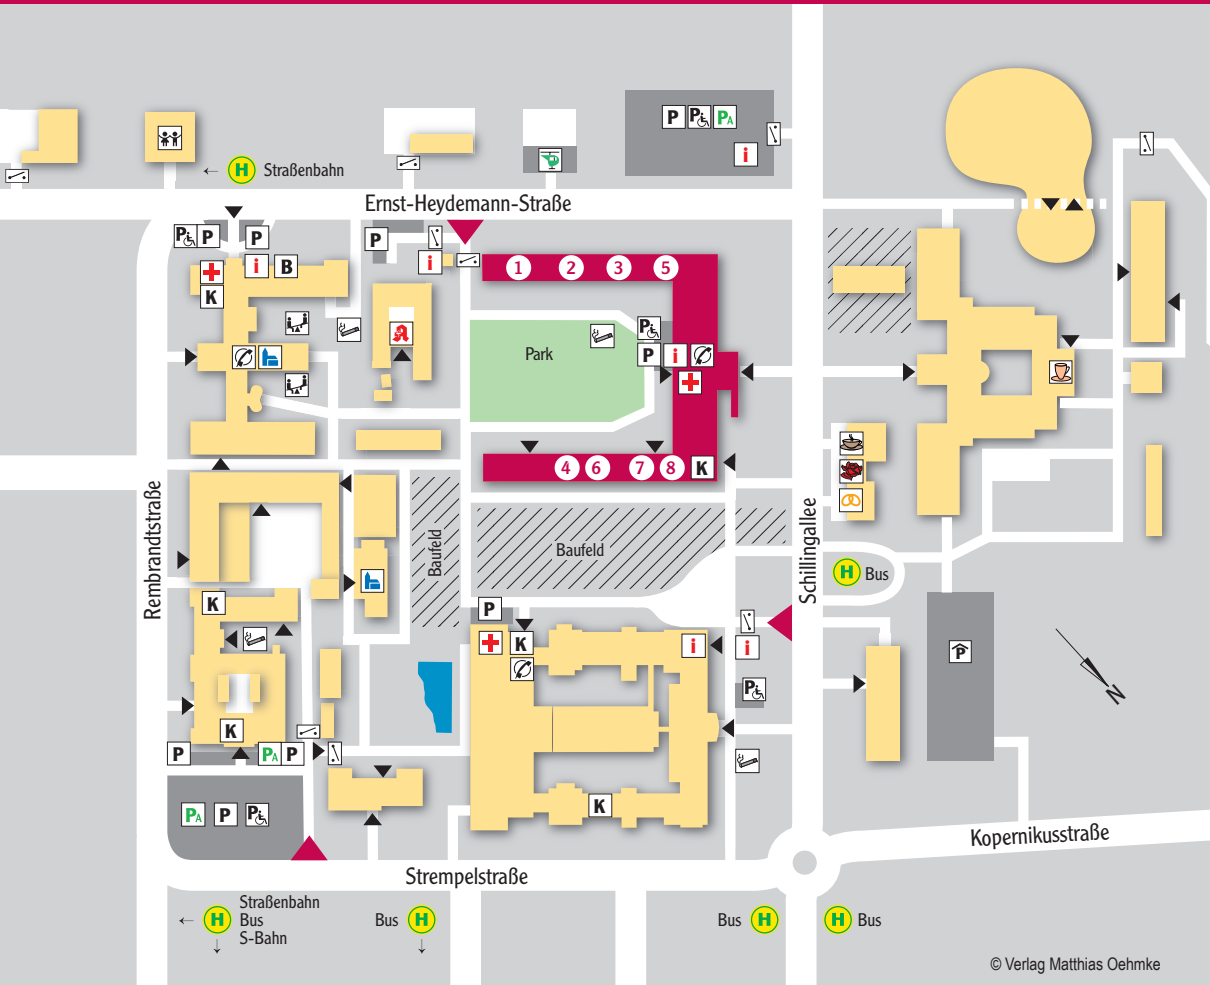 P P P A
i
H Straßenbahn
Ernst-Heydemann-Straße
P P P P
i B i
K
1 2 3 5
P
Park P i
K
4 6 7 8 K
Rembrandtstraße
Baufeld
Baufeld
Schillingallee
H Bus
K
P
K i i
P
P
K
P
P A P
N
K
P A P P
Kopernikusstraße
Strempelstraße
H Straßenbahn
Bus
S-Bahn
Bus H
Bus H
H Bus
© Verlag Matthias Oehmke